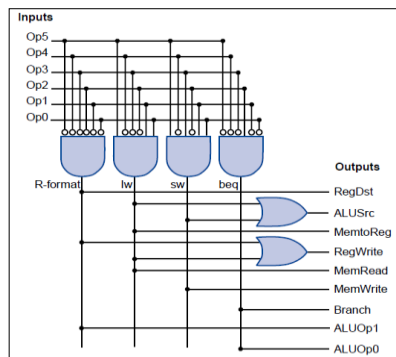 Inputs
Op5
Op4
Op3
Op2
Op1
Op0
R-format lw sw beq
Outputs
RegDst
ALUSrc
MemtoReg
RegWrite
MemRead
MemWrite
Branch
ALUOp1
ALUOp0